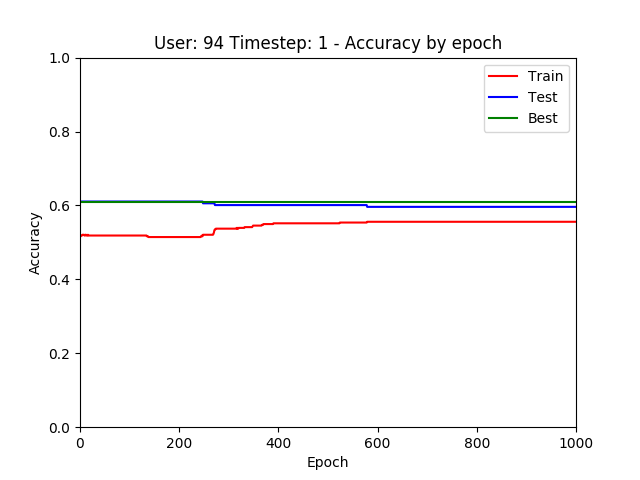 User: 94 Timestep: 1 - Accuracy by epoch
1.0
0.8
0.6
0.4
0.2
0.0
Accuracy
Train
Test
Best
0 200 400 600 800 1000
Epoch